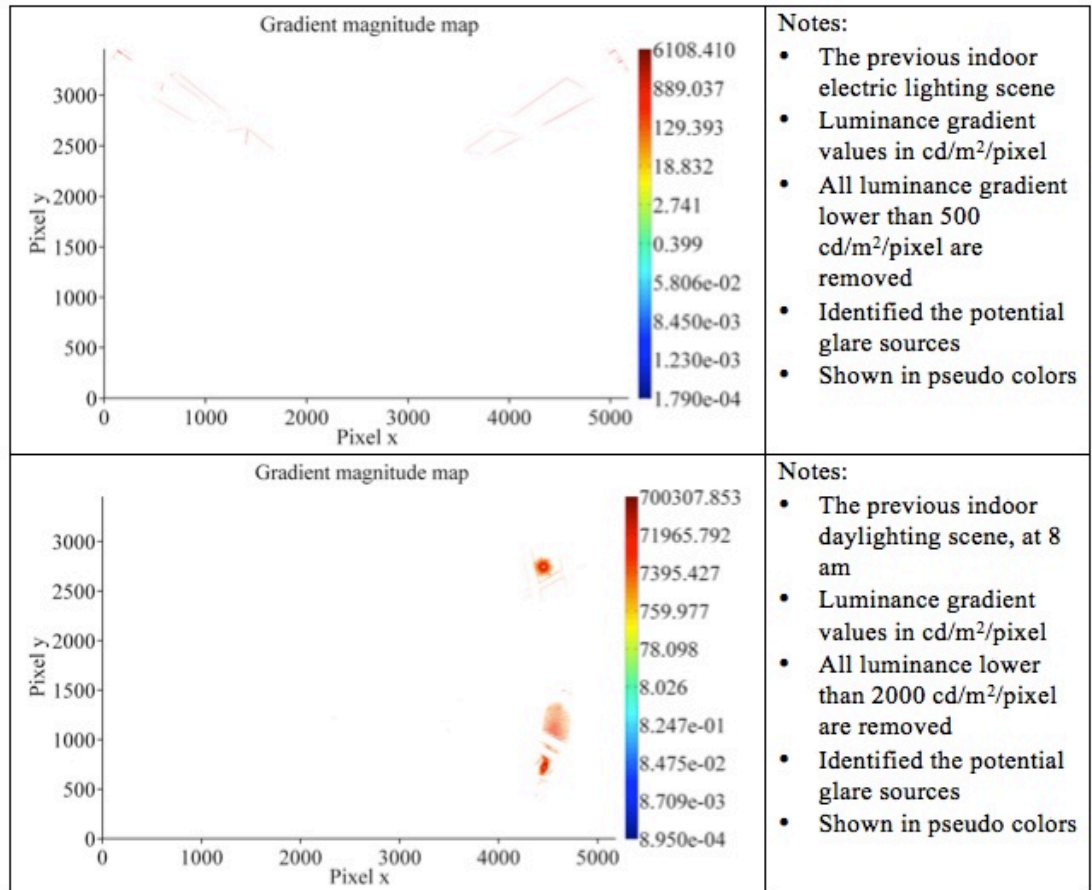 Gradient magnitude map
6108.410
889.037
129.393
18.832
2.741
0.399
5.806e-02
8.450e-03
1.230e-03
1.790e-04
3000
2500
2000
1500
1000
500
0
Pixel y
0 1000 2000 3000 4000 5000
Pixel x
Notes:
• The previous indoor
electric lighting scene
• Luminance gradient
values in cd/m²/pixel
• All luminance gradient
lower than 500
cd/m²/pixel are
removed
• Identified the potential
glare sources
• Shown in pseudo colors
Gradient magnitude map
700307.853
71965.792
7395.427
759.977
78.098
8.026
8.247e-01
8.475e-02
8.709e-03
8.950e-04
3000
2500
2000
1500
1000
500
0
Pixel y
0 1000 2000 3000 4000 5000
Pixel x
Notes:
• The previous indoor
daylighting scene, at 8
am
• Luminance gradient
values in cd/m²/pixel
• All luminance lower
than 2000 cd/m²/pixel
are removed
• Identified the potential
glare sources
• Shown in pseudo colors